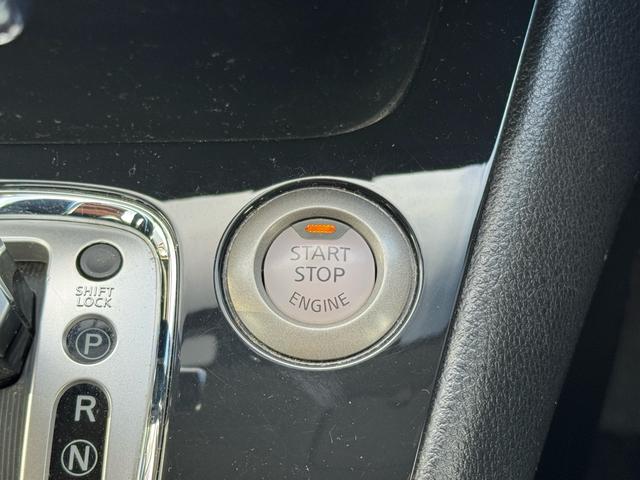 START
STOP
ENGINE
SHIFT
LOCK
P
R
N